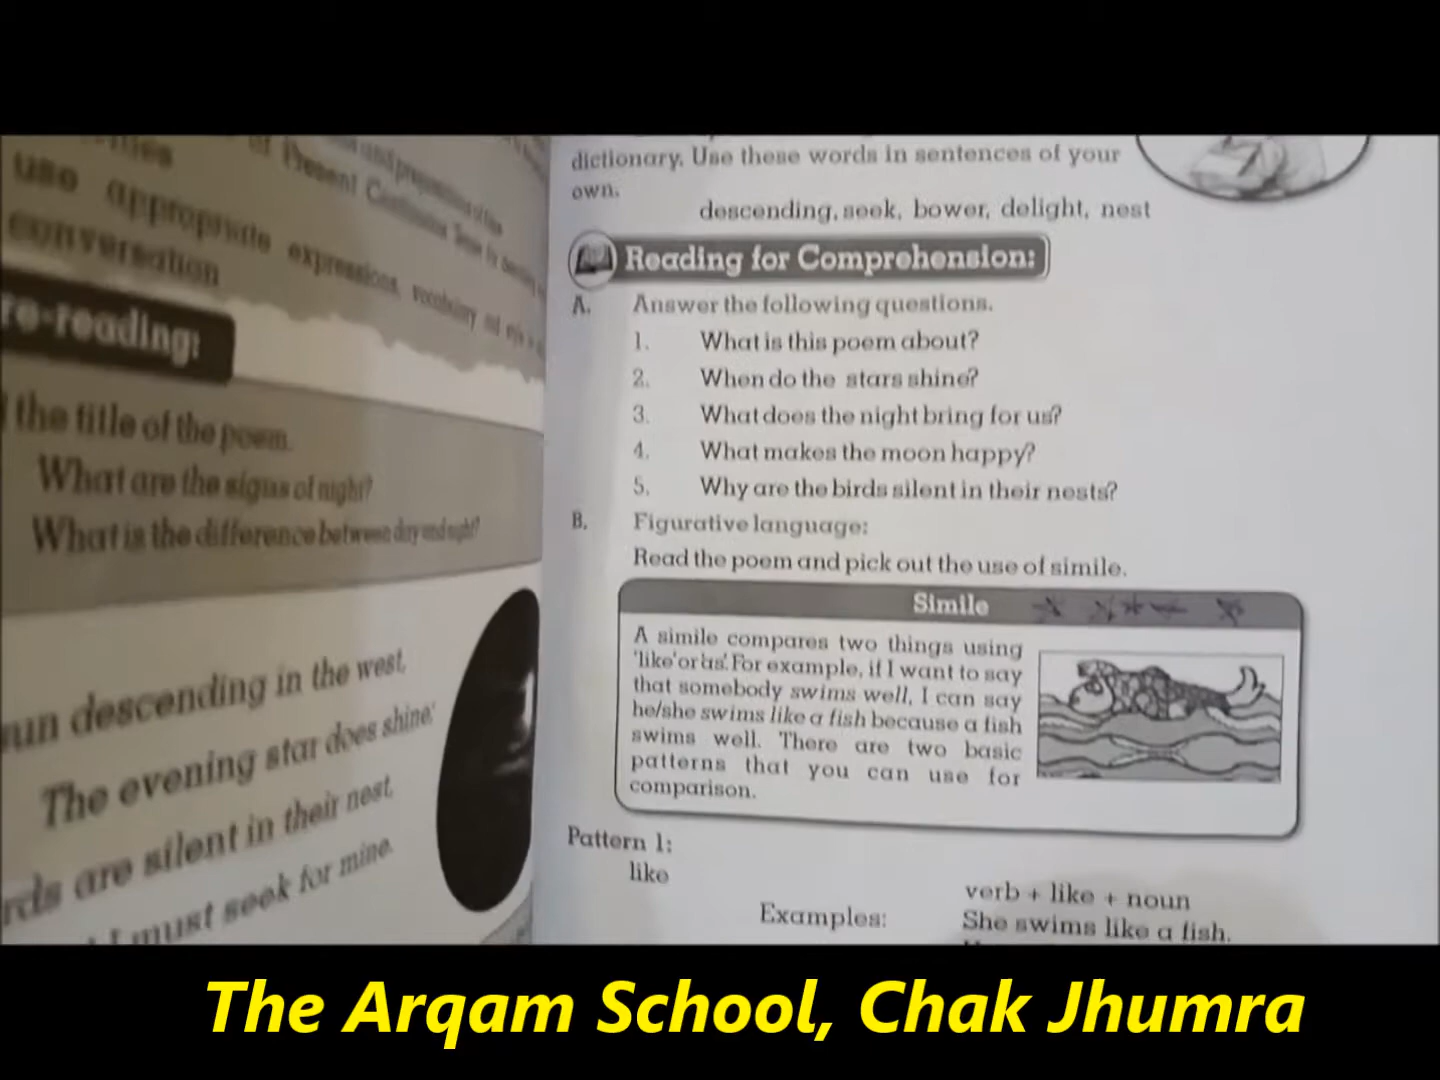 use appropriate expressions, vocabulary and
conversation
re-reading:
the title of the poem.
What are the signs of night?
What is the difference between day and night?
sun descending in the west,
The evening star does shine;
rds are silent in their nest,
I must seek for mine.
dictionary. Use these words in sentences of your
own.
descending, seek, bower, delight, nest
Reading for Comprehension:
A. Answer the following questions.
1. What is this poem about?
2. When do the stars shine?
3. What does the night bring for us?
4. What makes the moon happy?
5. Why are the birds silent in their nests?
B. Figurative language:
Read the poem and pick out the use of simile.
Simile
A simile compares two things using
'like' or 'as'. For example, if I want to say
that somebody swims well, I can say
he/she swims like a fish because a fish
swims well. There are two basic
patterns that you can use for
comparison.
Pattern 1:
like
verb + like + noun
Examples: She swims like a fish.
The Arqam School, Chak Jhumra